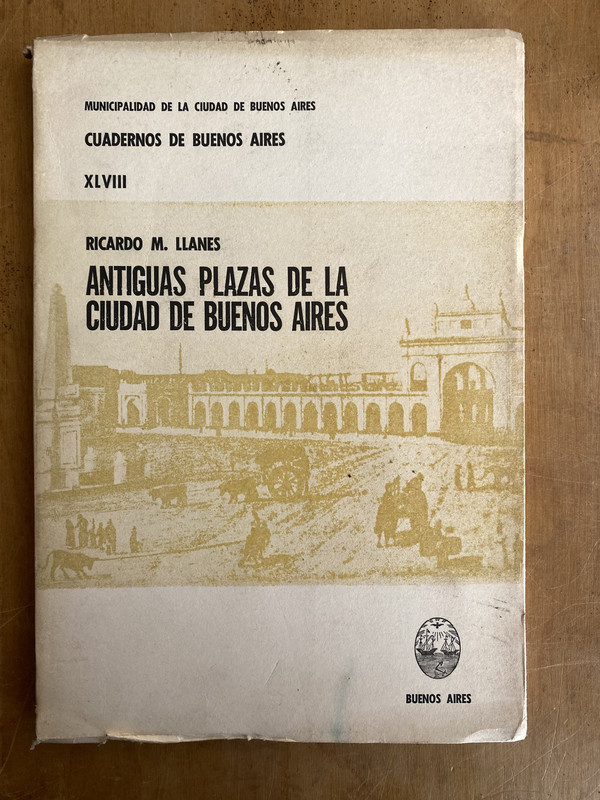 MUNICIPALIDAD DE LA CIUDAD DE BUENOS AIRES
CUADERNOS DE BUENOS AIRES
XLVIII
RICARDO M. LLANES
ANTIGUAS PLAZAS DE LA
CIUDAD DE BUENOS AIRES
BUENOS AIRES